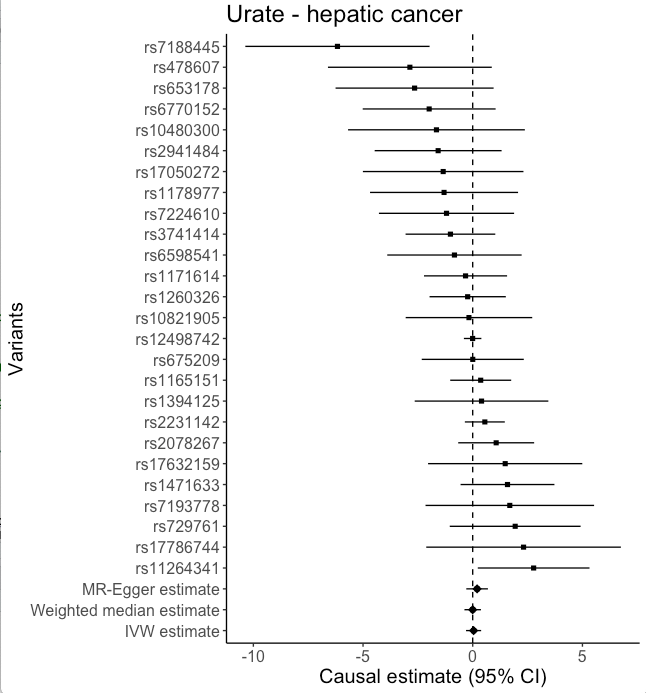 Urate - hepatic cancer
Variants
rs7188445
rs478607
rs653178
rs6770152
rs10480300
rs2941484
rs17050272
rs1178977
rs7224610
rs3741414
rs6598541
rs1171614
rs1260326
rs10821905
rs12498742
rs675209
rs1165151
rs1394125
rs2231142
rs2078267
rs17632159
rs1471633
rs7193778
rs729761
rs17786744
rs11264341
MR-Egger estimate
Weighted median estimate
IVW estimate
-10 -5 0 5
Causal estimate (95% CI)